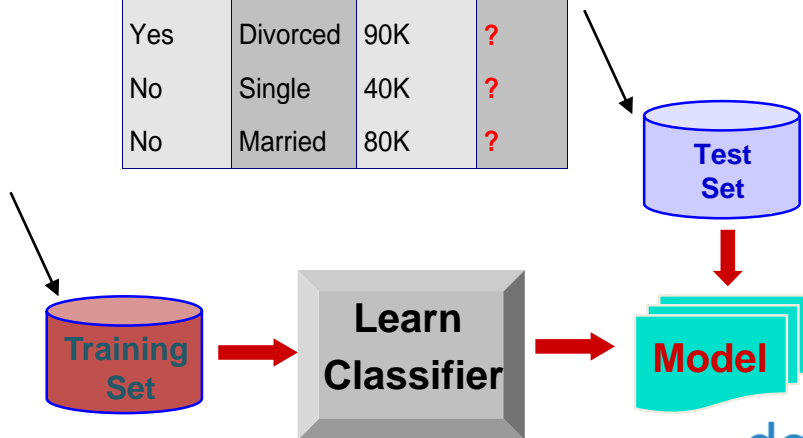 Yes Divorced 90K ?
No Single 40K ?
No Married 80K ?
Test
Set
Training
Set
Learn
Classifier
Model